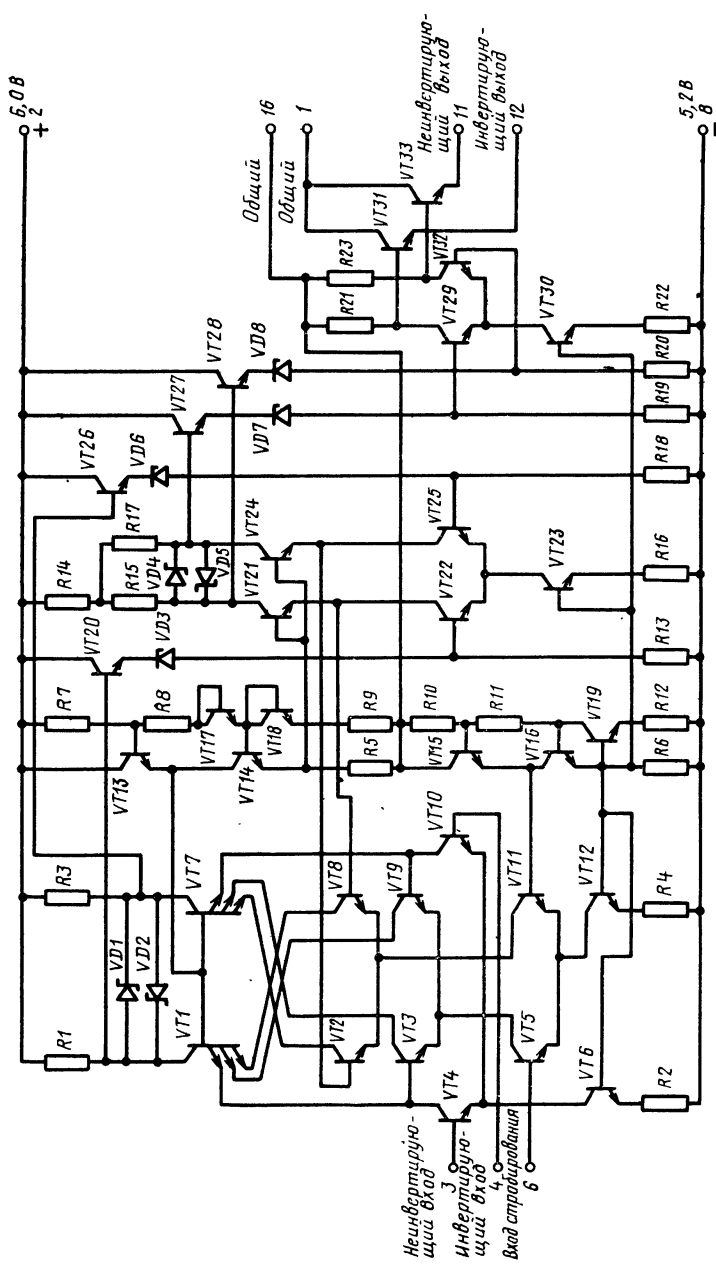 6,0 В
+ 2
16
Общий
1
Общий
Неинверти­рую-
щий выход
11
Инвертирую-
щий выход
12
5,2 В
8
−
R1
R3
VD1
VD2
VT1
VT7
R7
VT13
R8
VT17
VT14
VT18
R5
R9
VT20
VD3
R14
R15
R17
VD4
VD5
VT21
VT24
VT26
VD6
VT27
VD7
VT28
VD8
R21
R23
VT31
VT33
VT29
VT32
VT30
VT2
VT8
VT3
VT9
VT4
VT10
VT5
VT11
VT6
VT12
R10
R11
VT15
VT16
VT19
VT22
VT25
VT23
R2
R4
R6
R12
R13
R16
R18
R19
R20
R22
Неинвертирую-
щий вход
3
Инвертирую-
щий вход
4
Вход стробирования
6